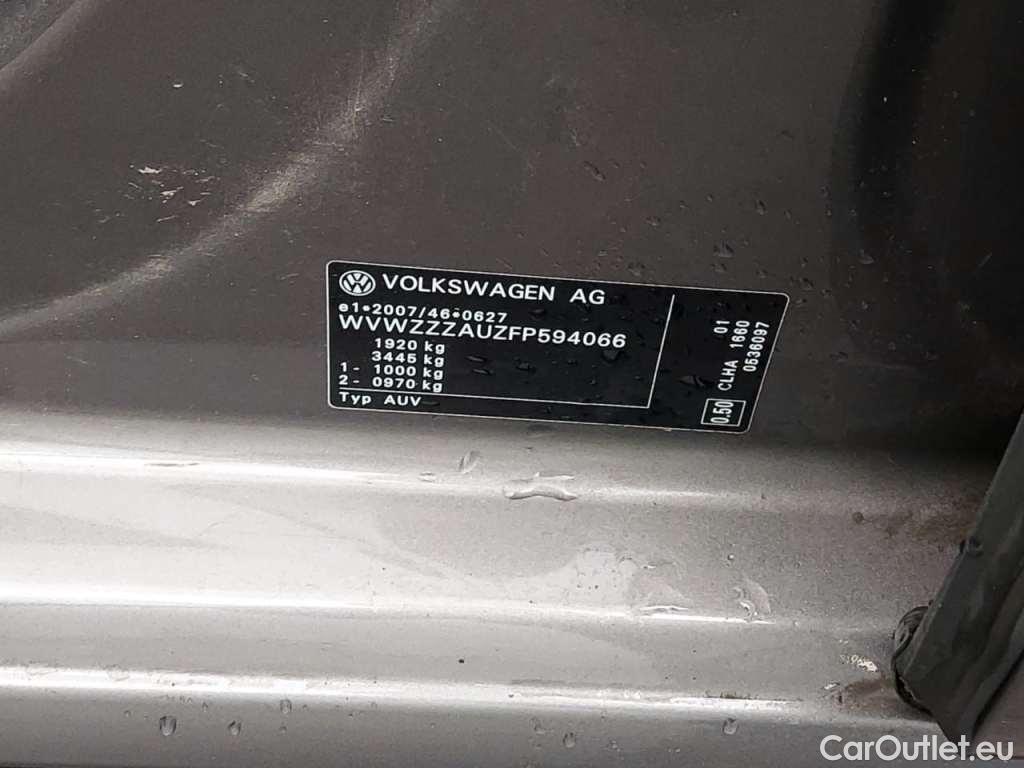 VOLKSWAGEN AG
e1*2007/46*0627
WVWZZZAUZFP594066
1920 kg
3445 kg
1 - 1000 kg
2 - 0970 kg
Typ AUV
01
CLHA 1680
0.50 0536097
CarOutlet.eu